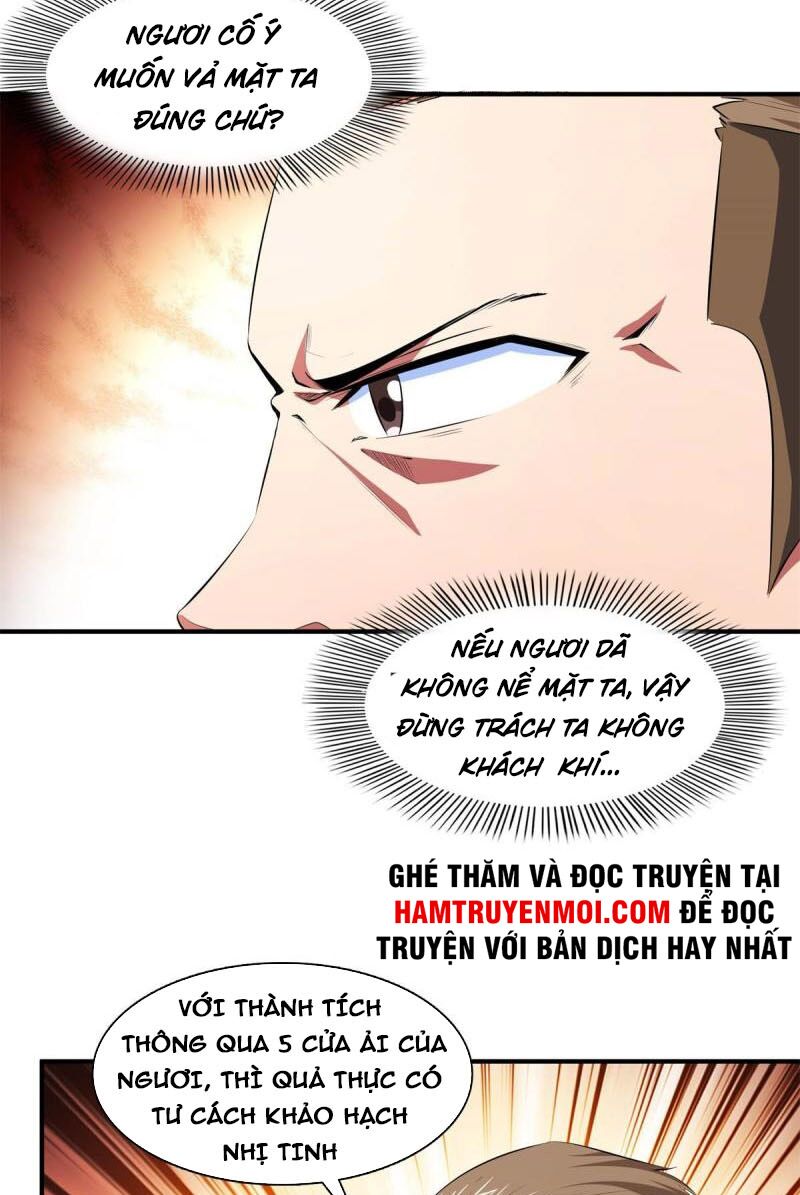 NGƯƠI CỐ Ý
MUỐN VẢ MẶT TA
ĐÚNG CHỨ?
NẾU NGƯƠI DÃ
KHÔNG NỂ MẶT TA, VẬY
ĐỪNG TRÁCH TA KHÔNG
KHÁCH KHÍ...
GHÉ THĂM VÀ ĐỌC TRUYỆN TẠI
HAMTRUYENMOI.COM ĐỂ ĐỌC
TRUYỆN VỚI BẢN DỊCH HAY NHẤT
VỚI THÀNH TÍCH
THÔNG QUA 5 CỬA ẢI CỦA
NGƯƠI, THÌ QUẢ THỰC CÓ
TƯ CÁCH KHẢO HẠCH
NHỊ TINH